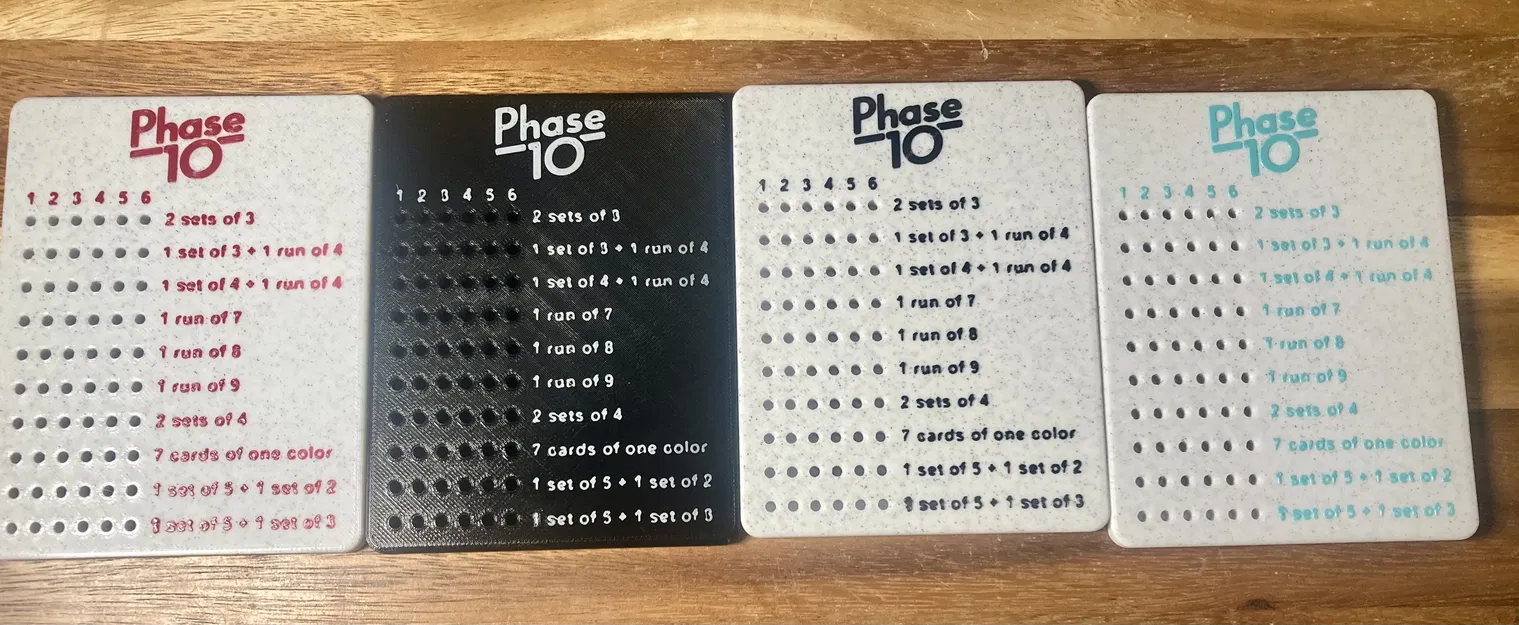 Phase
10
1 2 3 4 5 6
2 sets of 3
1 set of 3 + 1 run of 4
1 set of 4 + 1 run of 4
1 run of 7
1 run of 8
1 run of 9
2 sets of 4
7 cards of one color
1 set of 5 + 1 set of 2
1 set of 5 + 1 set of 3
Phase
10
1 2 3 4 5 6
2 sets of 3
1 set of 3 + 1 run of 4
1 set of 4 + 1 run of 4
1 run of 7
1 run of 8
1 run of 9
2 sets of 4
7 cards of one color
1 set of 5 + 1 set of 2
1 set of 5 + 1 set of 3
Phase
10
1 2 3 4 5 6
2 sets of 3
1 set of 3 + 1 run of 4
1 set of 4 + 1 run of 4
1 run of 7
1 run of 8
1 run of 9
2 sets of 4
7 cards of one color
1 set of 5 + 1 set of 2
1 set of 5 + 1 set of 3
Phase
10
1 2 3 4 5 6
2 sets of 3
1 set of 3 + 1 run of 4
1 set of 4 + 1 run of 4
1 run of 7
1 run of 8
1 run of 9
2 sets of 4
7 cards of one color
1 set of 5 + 1 set of 2
1 set of 5 + 1 set of 3